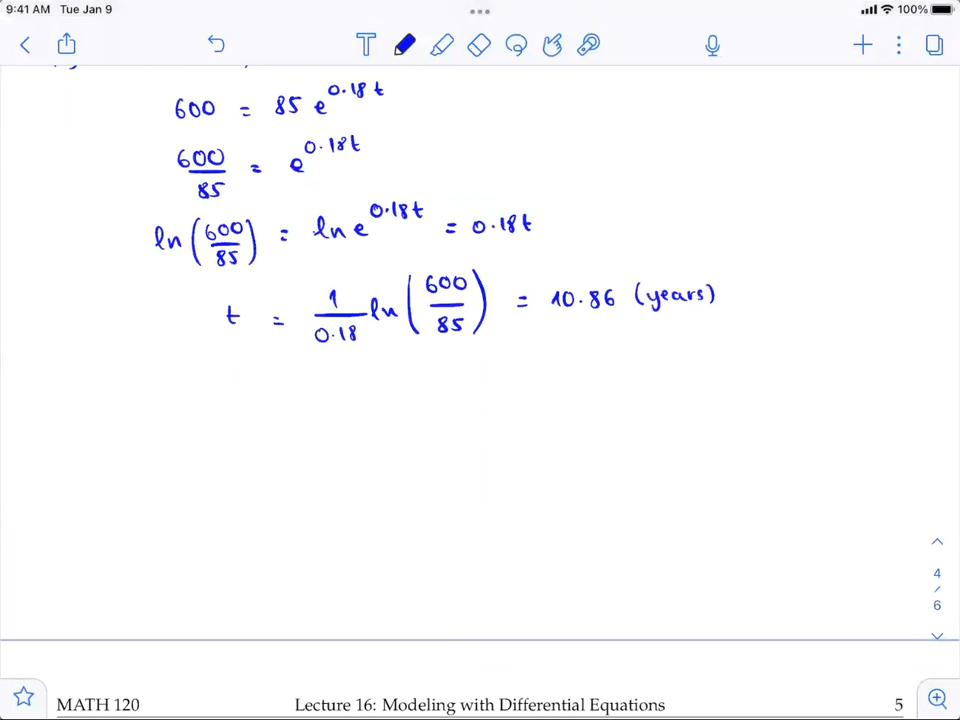 9:41 AM Tue Jan 9 100%
600 = 85 e^{0.18t}
600/85 = e^{0.18t}
ln(600/85) = ln e^{0.18t} = 0.18t
t = 1/0.18 ln(600/85) = 10.86 (years)
4
/
6
MATH 120 Lecture 16: Modeling with Differential Equations 5